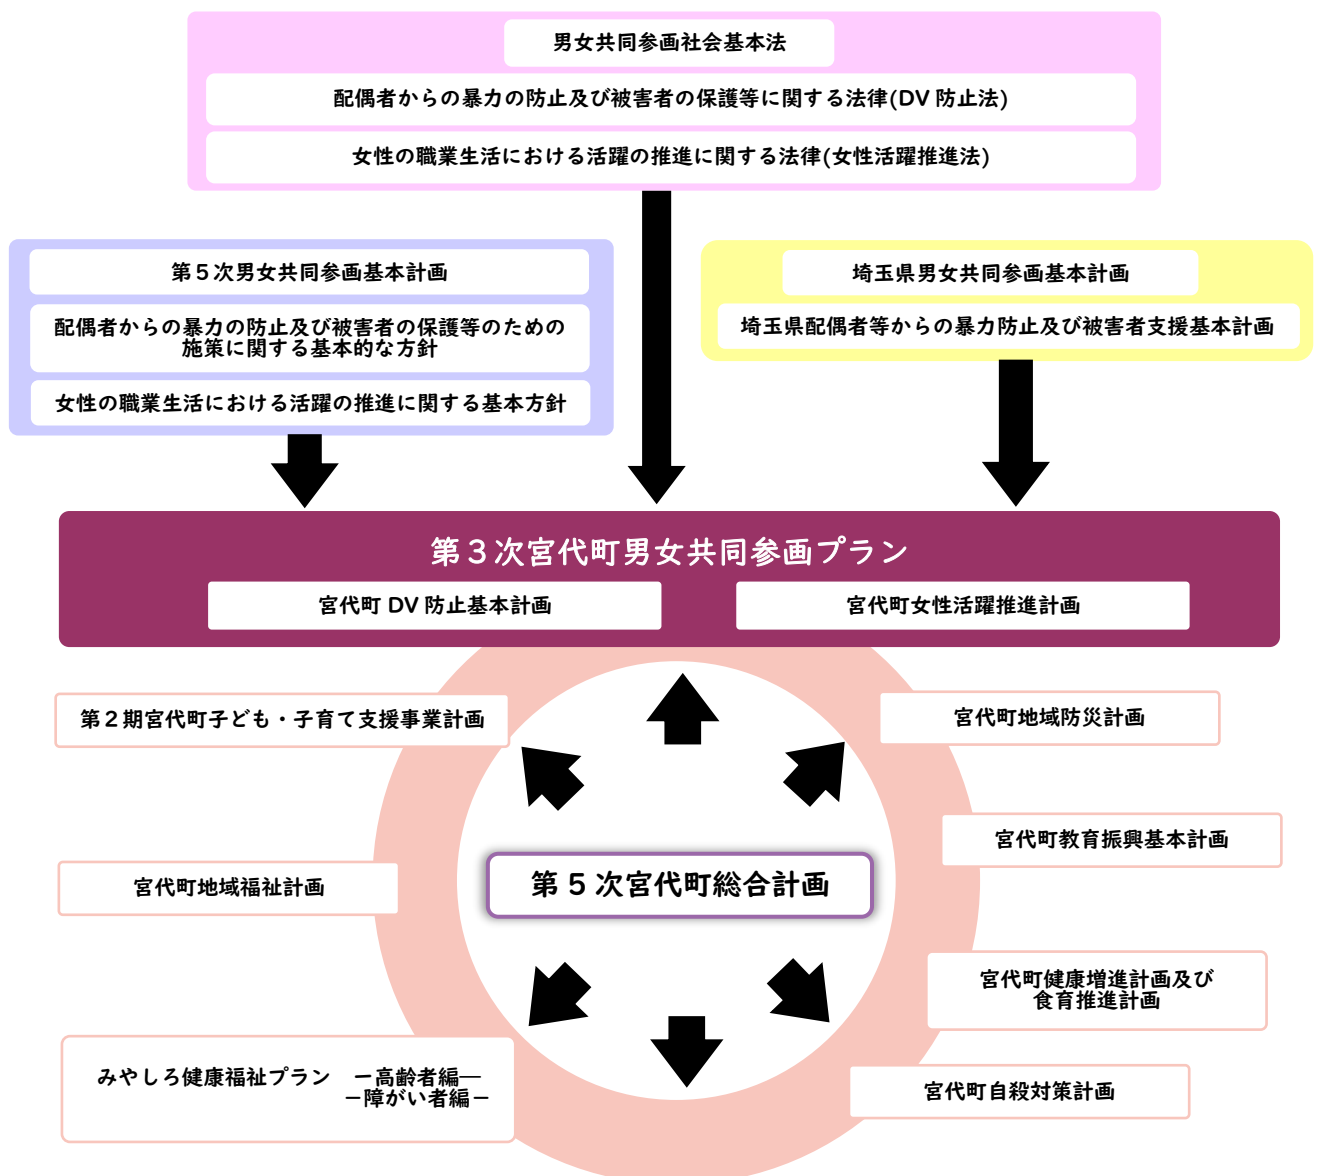 男女共同参画社会基本法
配偶者からの暴力の防止及び被害者の保護等に関する法律(DV 防止法)
女性の職業生活における活躍の推進に関する法律(女性活躍推進法)
第5次男女共同参画基本計画
配偶者からの暴力の防止及び被害者の保護等のための
施策に関する基本的な方針
女性の職業生活における活躍の推進に関する基本方針
埼玉県男女共同参画基本計画
埼玉県配偶者等からの暴力防止及び被害者支援基本計画
第3次宮代町男女共同参画プラン
宮代町 DV 防止基本計画
宮代町女性活躍推進計画
第2期宮代町子ども・子育て支援事業計画
宮代町地域防災計画
宮代町教育振興基本計画
宮代町地域福祉計画
第 5 次宮代町総合計画
宮代町健康増進計画及び
食育推進計画
みやしろ健康福祉プラン　ー高齢者編―
－障がい者編－
宮代町自殺対策計画